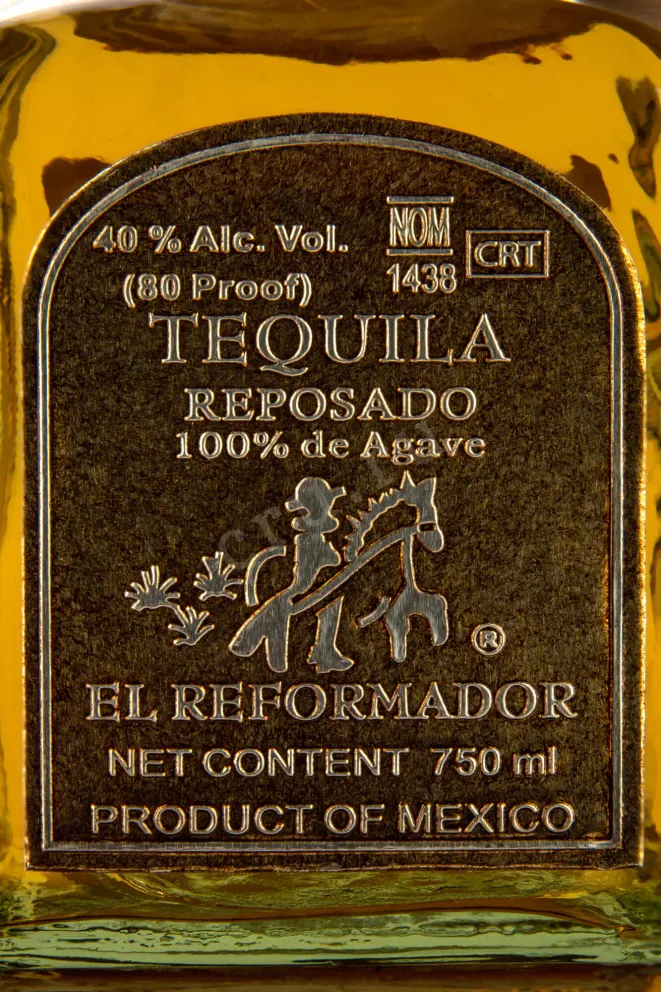 40 % Alc. Vol.
(80 Proof)
NOM
1438
CRT
TEQUILA
REPOSADO
100% de Agave
®
EL REFORMADOR
NET CONTENT 750 ml
PRODUCT OF MEXICO